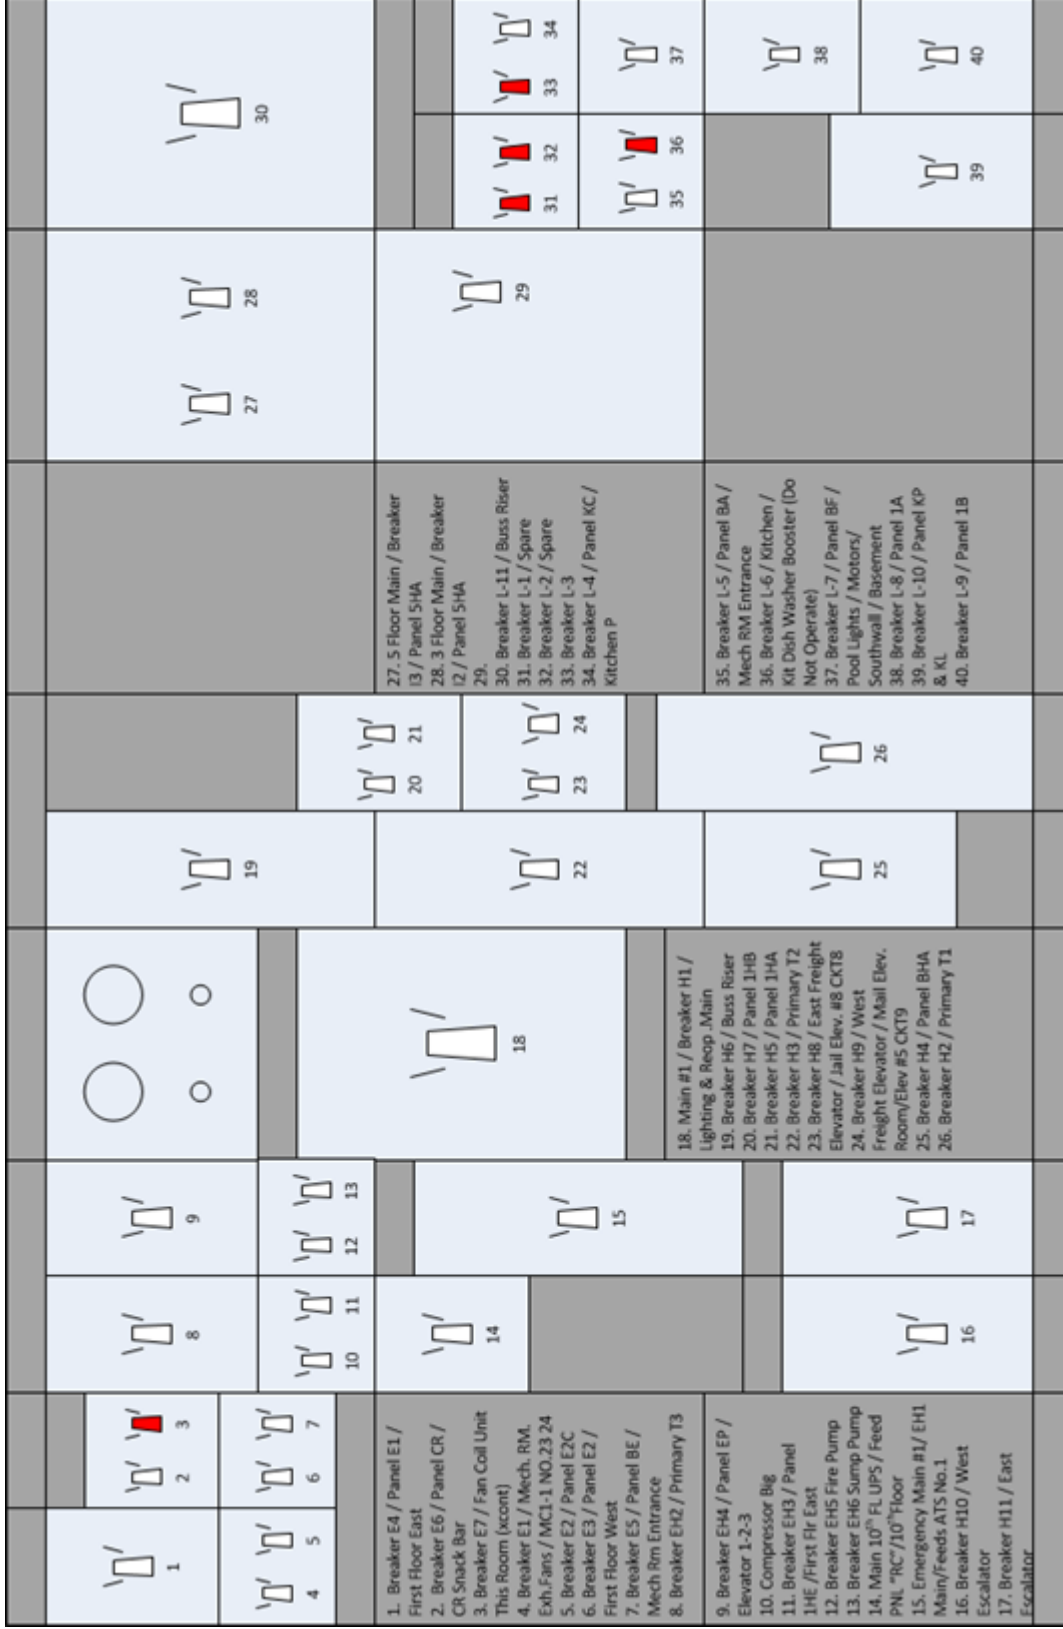 1
2
3
4
5
6
7
8
9
10
11
12
13
14
15
16
17
18
19
20
21
22
23
24
25
26
27
28
29
30
31
32
33
34
35
36
37
38
39
40
1. Breaker E4 / Panel E1 /
First Floor East
2. Breaker E6 / Panel CR /
CR Snack Bar
3. Breaker E7 / Fan Coil Unit
This Room (xcont)
4. Breaker E1 / Mech. RM.
Exh.Fans / MC1-1 NO.23 24
5. Breaker E2 / Panel E2C
6. Breaker E3 / Panel E2 /
First Floor West
7. Breaker E5 / Panel BE /
Mech Rm Entrance
8. Breaker EH2 / Primary T3
9. Breaker EH4 / Panel EP /
Elevator 1-2-3
10. Compressor Big
11. Breaker EH3 / Panel
1HE /First Flr East
12. Breaker EH5 Fire Pump
13. Breaker EH6 Sump Pump
14. Main 10th FL UPS / Feed
PNL "RC"/10th Floor
15. Emergency Main #1/ EH1
Main/Feeds ATS No.1
16. Breaker H10 / West
Escalator
17. Breaker H11 / East
Escalator
18. Main #1 / Breaker H1 /
Lighting & Reop .Main
19. Breaker H6 / Buss Riser
20. Breaker H7 / Panel 1HB
21. Breaker H5 / Panel 1HA
22. Breaker H3 / Primary T2
23. Breaker H8 / East Freight
Elevator / Jail Elev. #8 CKT8
24. Breaker H9 / West
Freight Elevator / Mail Elev.
Room/Elev #5 CKT9
25. Breaker H4 / Panel BHA
26. Breaker H2 / Primary T1
27. 5 Floor Main / Breaker
I3 / Panel 5HA
28. 3 Floor Main / Breaker
I2 / Panel 5HA
29.
30. Breaker L-11 / Buss Riser
31. Breaker L-1 / Spare
32. Breaker L-2 / Spare
33. Breaker L-3
34. Breaker L-4 / Panel KC /
Kitchen P
35. Breaker L-5 / Panel BA /
Mech RM Entrance
36. Breaker L-6 / Kitchen /
Kit Dish Washer Booster (Do
Not Operate)
37. Breaker L-7 / Panel BF /
Pool Lights / Motors/
Southwall / Basement
38. Breaker L-8 / Panel 1A
39. Breaker L-10 / Panel KP
& KL
40. Breaker L-9 / Panel 1B